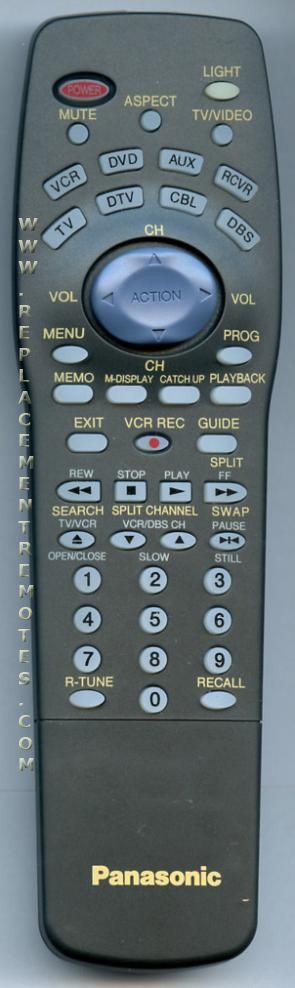 LIGHT
POWER
ASPECT
MUTE
TV/VIDEO
DVD AUX
VCR RCVR
DTV CBL
TV DBS
CH
VOL ACTION VOL
MENU PROG
CH
MEMO M-DISPLAY CATCH UP PLAYBACK
EXIT VCR REC GUIDE
SPLIT
REW STOP PLAY FF
SEARCH SPLIT CHANNEL SWAP
TV/VCR VCR/DBS CH PAUSE
OPEN/CLOSE SLOW STILL
1 2 3
4 5 6
7 8 9
R-TUNE RECALL
0
Panasonic
WWW.REPLACEMENTREMOTES.COM